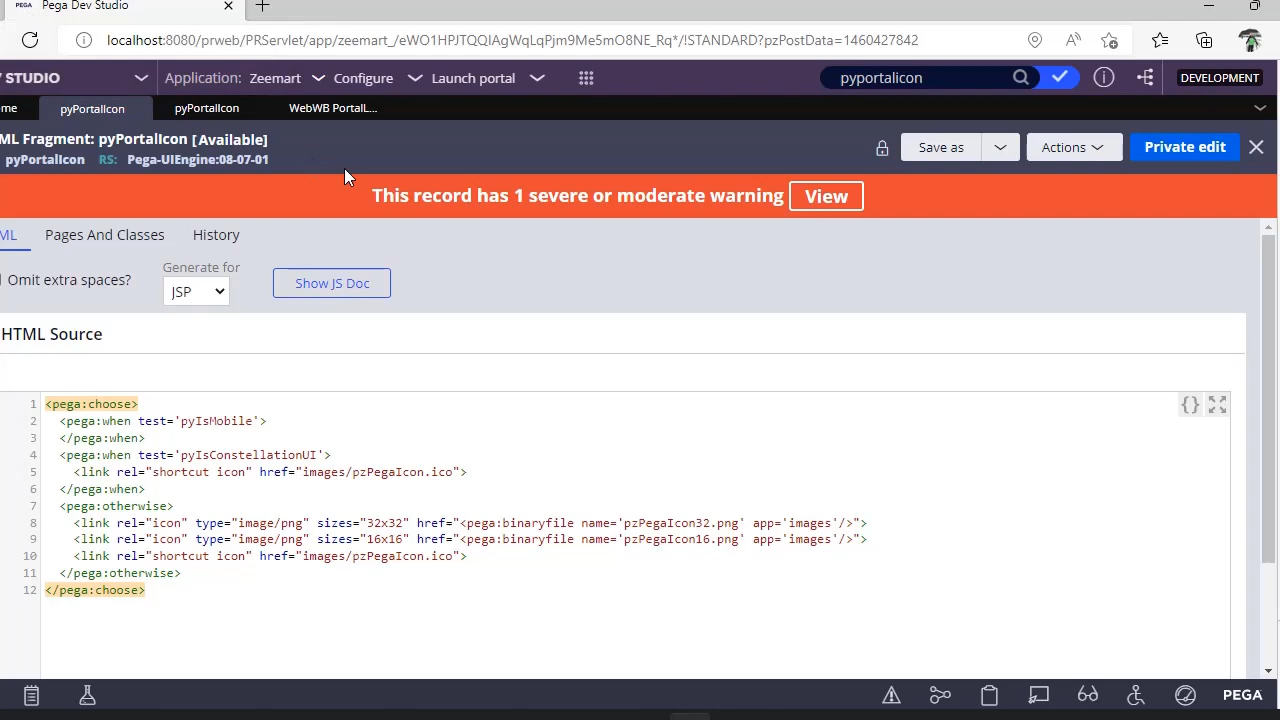 PEGA Pega Dev Studio
localhost:8080/prweb/PRServlet/app/zeemart_/eWO1HPJTQQIAgWqLqPjm9Me5mO8NE_Rq*/!STANDARD?pzPostData=1460427842
STUDIO Application: Zeemart Configure Launch portal pyportalicon DEVELOPMENT
me pyPortalIcon pyPortalIcon WebWB PortalL...
ML Fragment: pyPortalIcon [Available]
pyPortalIcon RS: Pega-UIEngine:08-07-01
Save as Actions Private edit
This record has 1 severe or moderate warning View
ML Pages And Classes History
Omit extra spaces? Generate for
JSP Show JS Doc
HTML Source
1 <pega:choose>
2 <pega:when test='pyIsMobile'>
3 </pega:when>
4 <pega:when test='pyIsConstellationUI'>
5 <link rel="shortcut icon" href="images/pzPegaIcon.ico">
6 </pega:when>
7 <pega:otherwise>
8 <link rel="icon" type="image/png" sizes="32x32" href="<pega:binaryfile name='pzPegaIcon32.png' app='images'/>">
9 <link rel="icon" type="image/png" sizes="16x16" href="<pega:binaryfile name='pzPegaIcon16.png' app='images'/>">
10 <link rel="shortcut icon" href="images/pzPegaIcon.ico">
11 </pega:otherwise>
12 </pega:choose>
PEGA